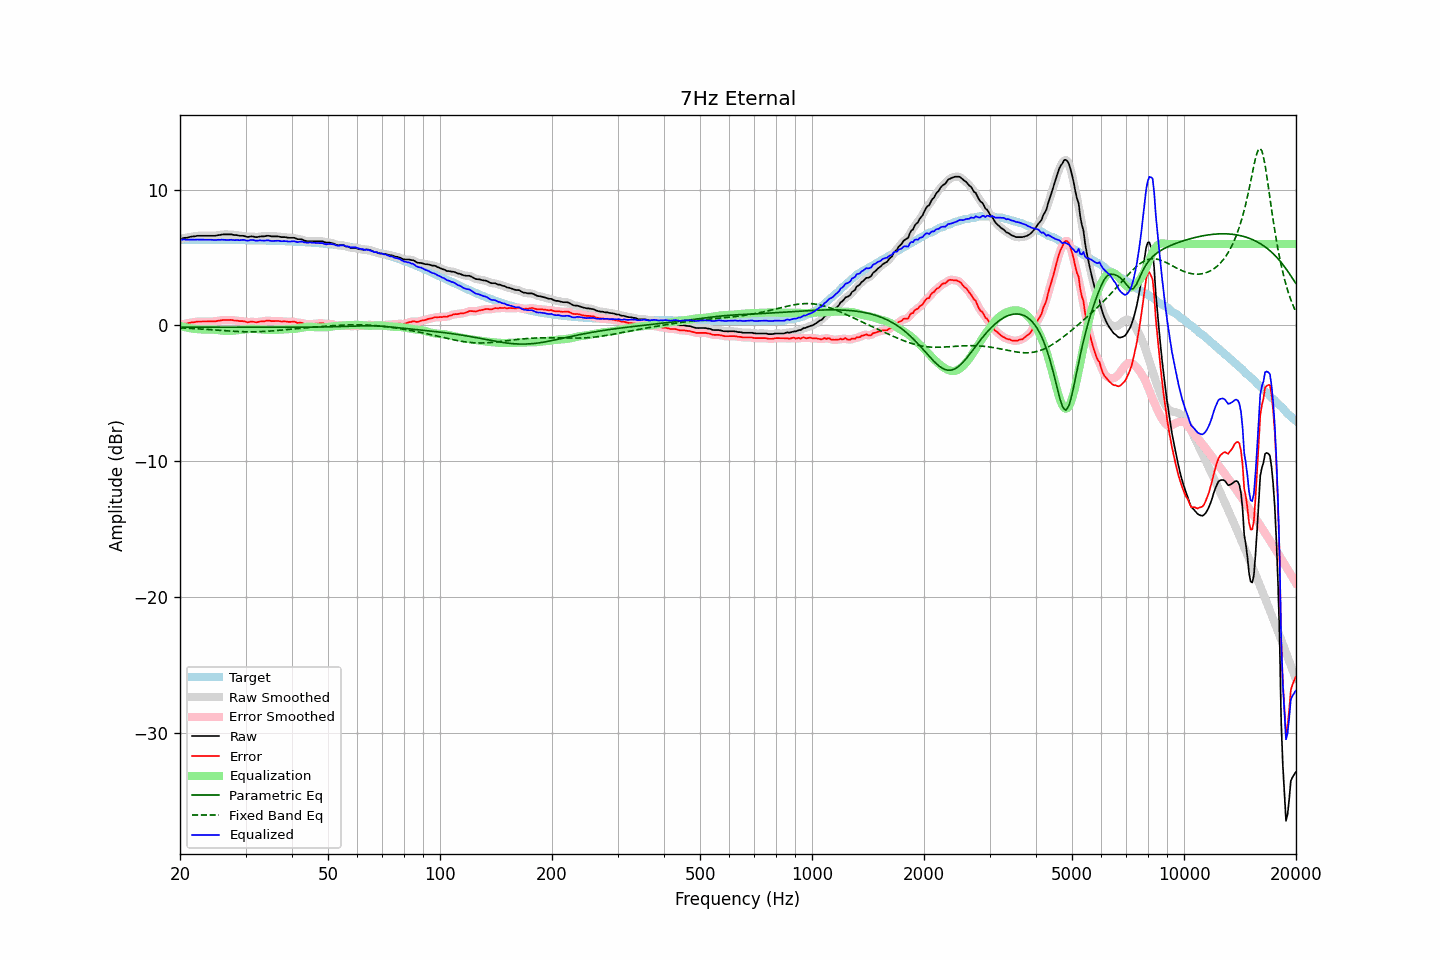 7Hz Eternal
10
0
−10
−20
−30
Amplitude (dBr)
Target
Raw Smoothed
Error Smoothed
Raw
Error
Equalization
Parametric Eq
Fixed Band Eq
Equalized
20 50 100 200 500 1000 2000 5000 10000 20000
Frequency (Hz)